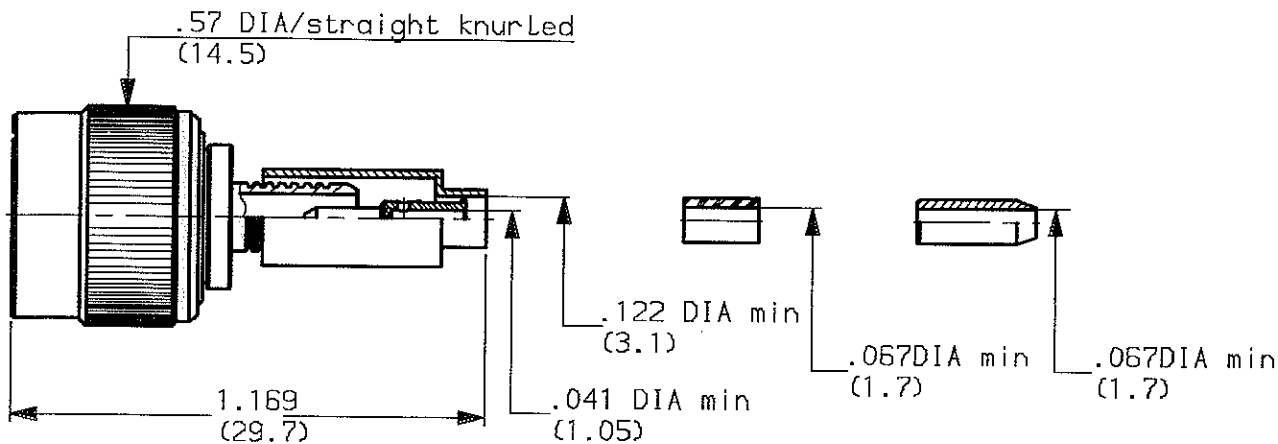 .57 DIA/straight knurled
(14.5)
.122 DIA min
(3.1)
.067DIA min
(1.7)
.067DIA min
(1.7)
1.169
(29.7)
.041 DIA min
(1.05)